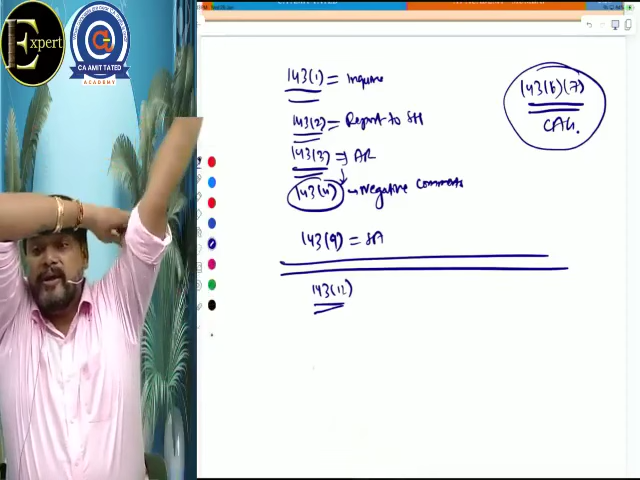 Expert
CA AMIT TATED
ACADEMY
143(1) = Inquire
143(2) = Report to SH
143(3) = AR
143(4) → Negative comments
143(9) = SA
143(12)
143(6)(7)
CAG.